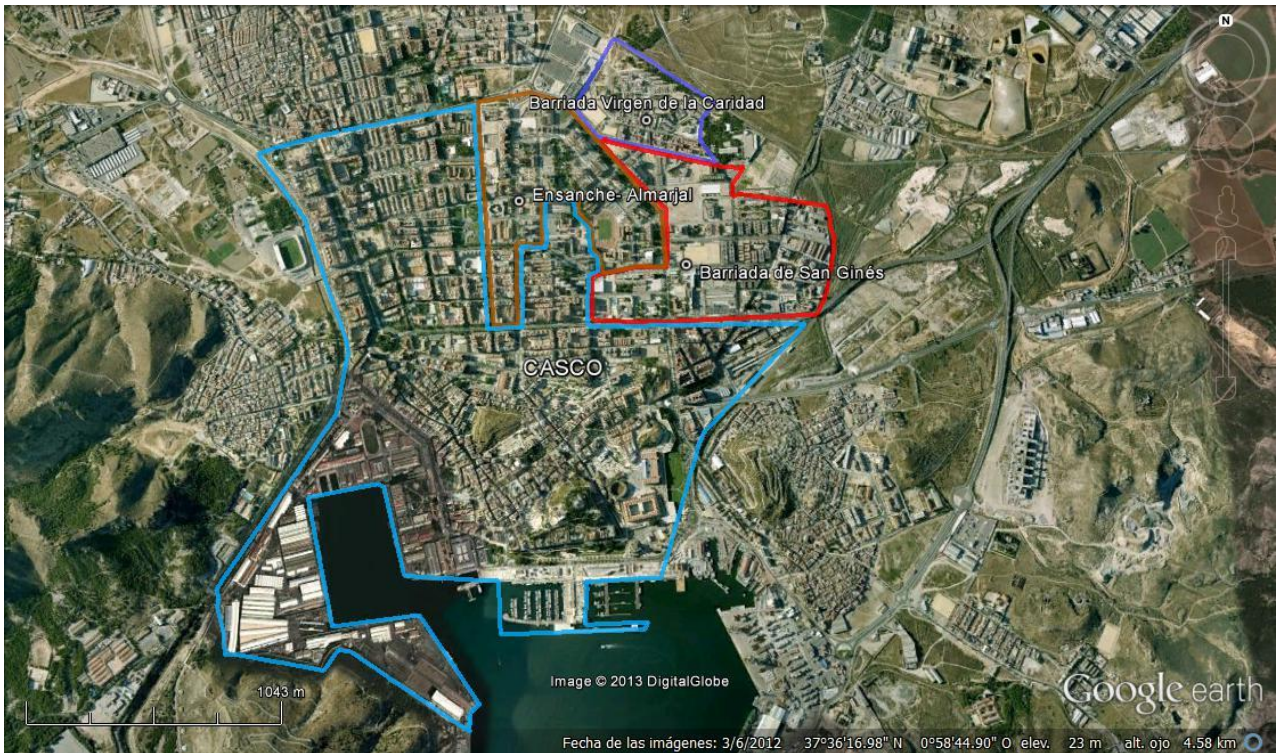 N
Barriada Virgen de la Caridad
Ensanche- Almarjal
Barriada de San Ginés
CASCO
1043 m
Image © 2013 DigitalGlobe
Google earth
Fecha de las imágenes: 3/6/2012 37°36'16.98" N 0°58'44.90" O elev. 23 m alt. ojo 4.58 km